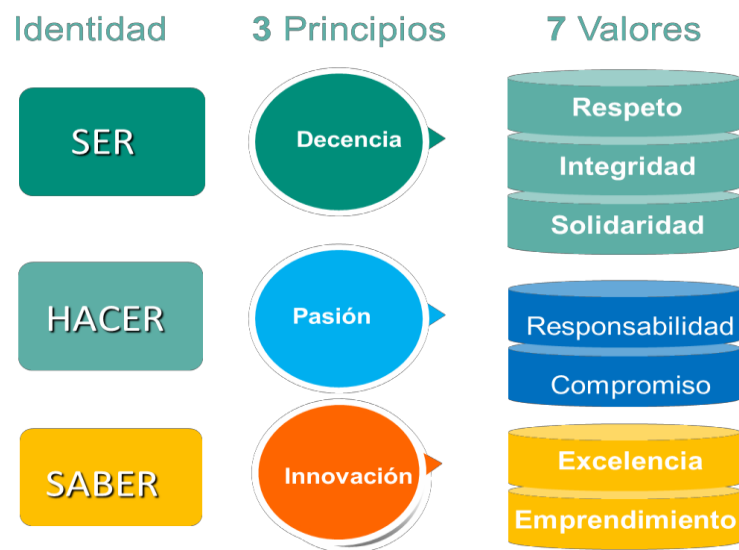 Identidad
3 Principios
7 Valores
SER
Decencia
Respeto
Integridad
Solidaridad
HACER
Pasión
Responsabilidad
Compromiso
SABER
Innovación
Excelencia
Emprendimiento